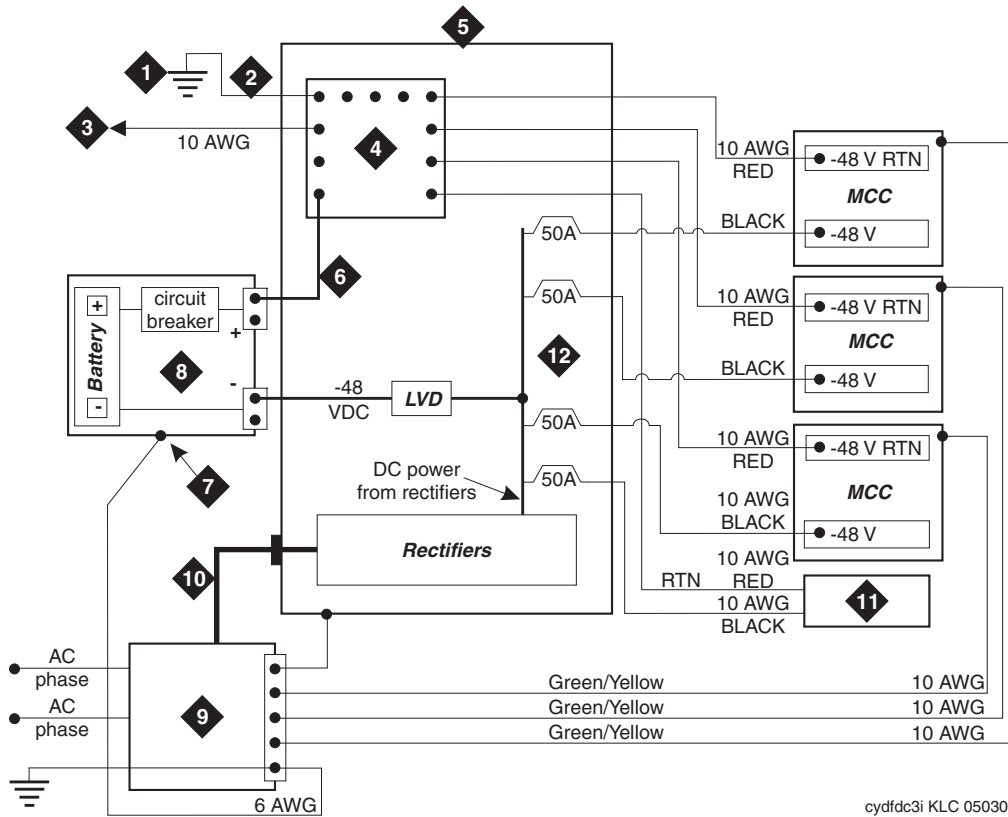 5
1
2
3
10 AWG
4
10 AWG
RED
-48 V RTN
MCC
BLACK
-48 V
50A
6
circuit
breaker
+
-
Battery
+
-
8
50A
12
10 AWG
RED
-48 V RTN
MCC
BLACK
-48 V
-48
VDC
LVD
50A
10 AWG
RED
-48 V RTN
MCC
7
DC power
from rectifiers
50A
10 AWG
BLACK
-48 V
Rectifiers
10
10 AWG
RTN RED
10 AWG
BLACK
11
AC
phase
AC
phase
9
Green/Yellow 10 AWG
Green/Yellow 10 AWG
Green/Yellow 10 AWG
6 AWG
cydfdc3i KLC 05030